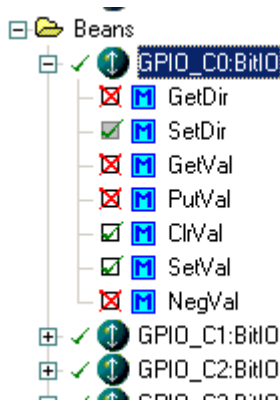 Beans
GPIO_C0:BitIO
M GetDir
M SetDir
M GetVal
M PutVal
M ClrVal
M SetVal
M NegVal
GPIO_C1:BitIO
GPIO_C2:BitIO